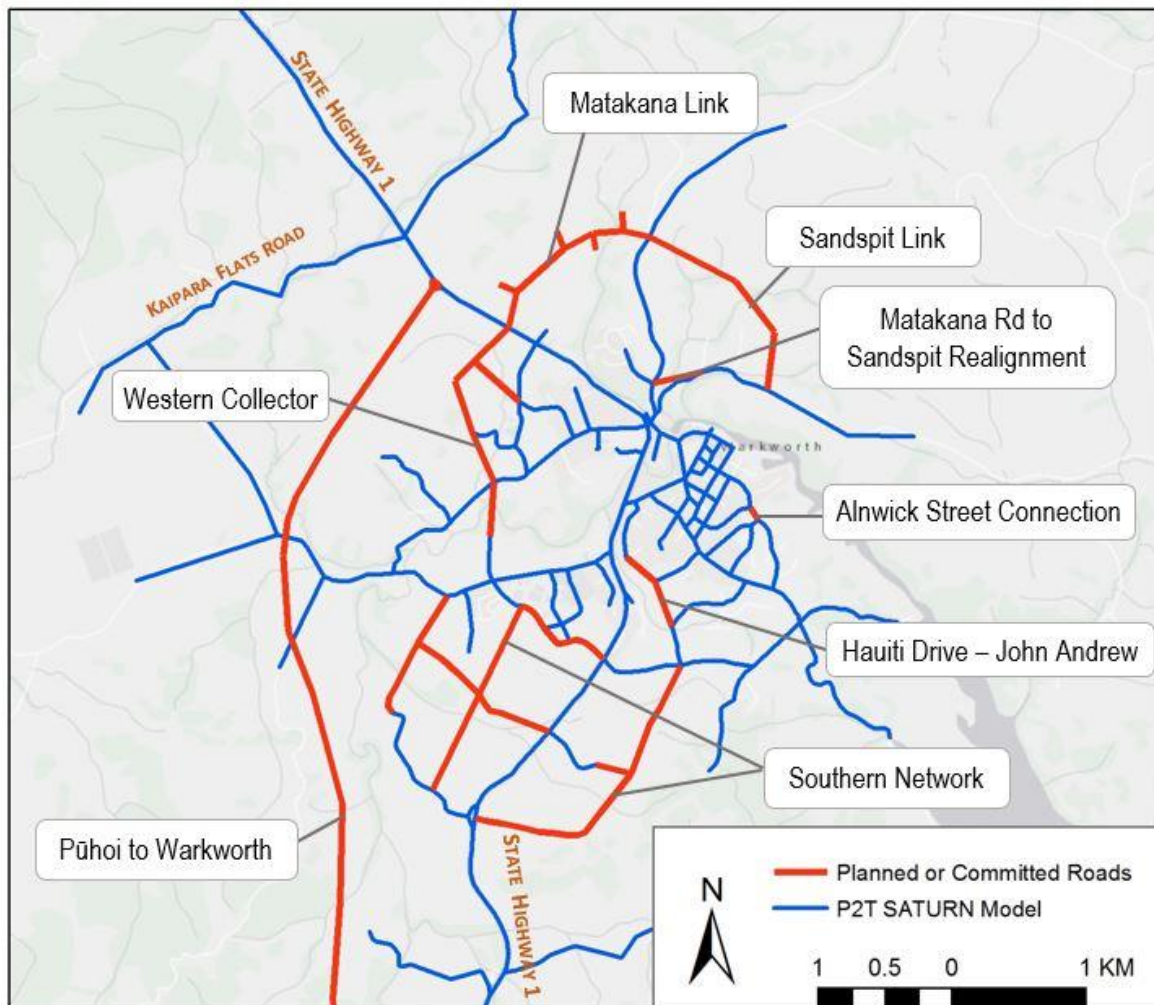 STATE HIGHWAY 1
Matakana Link
Sandspit Link
KAIPARA FLATS ROAD
Matakana Rd to
Sandspit Realignment
Western Collector
Alnwick Street Connection
Hauiti Drive – John Andrew
Southern Network
Pūhoi to Warkworth
STATE HIGHWAY 1
N
Planned or Committed Roads
P2T SATURN Model
1 0.5 0 1 KM